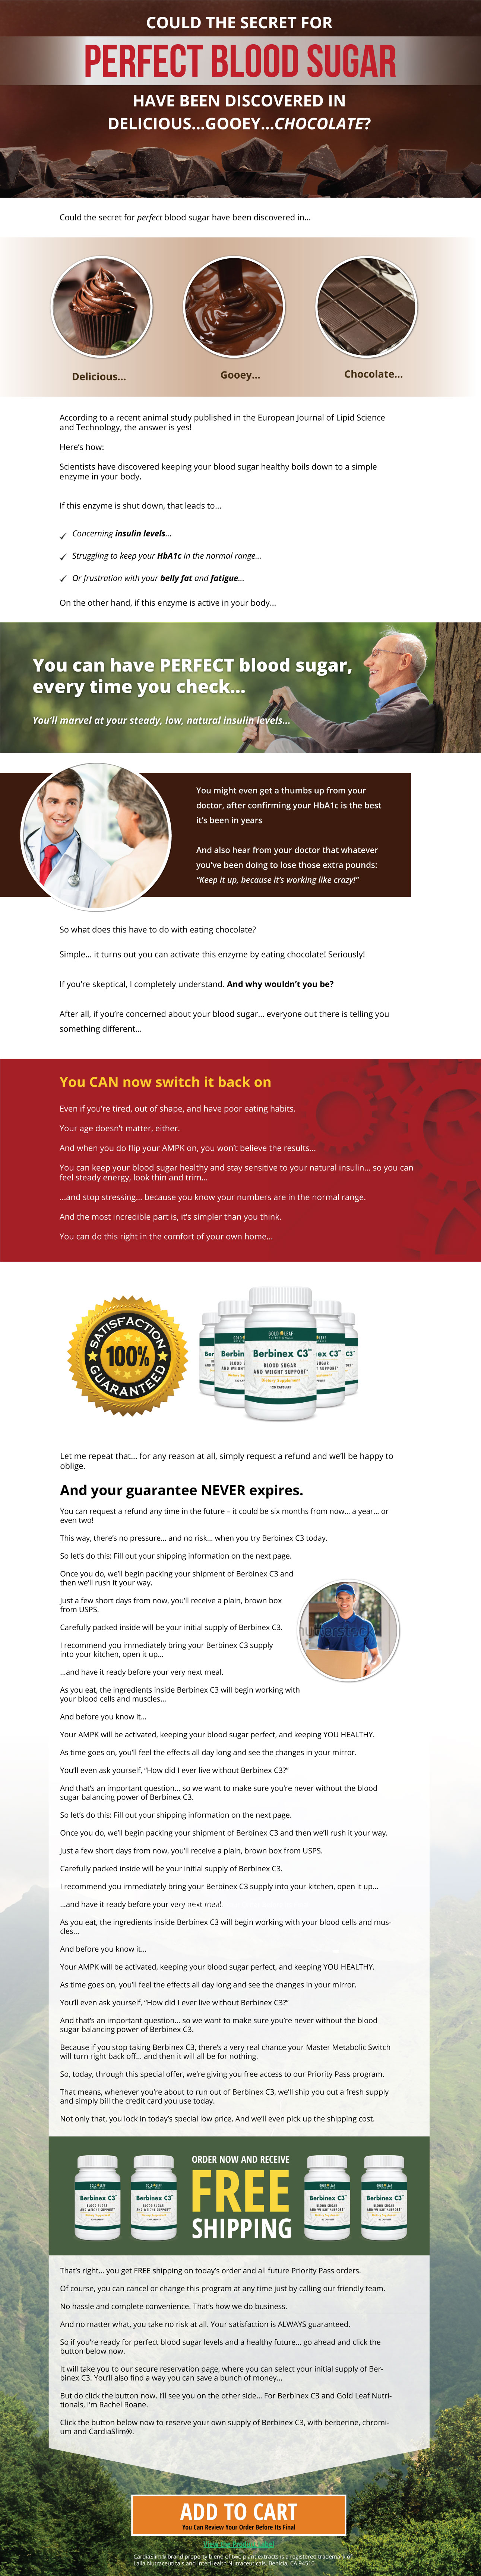 COULD THE SECRET FOR
PERFECT BLOOD SUGAR
HAVE BEEN DISCOVERED IN
DELICIOUS...GOOEY...CHOCOLATE?
Could the secret for perfect blood sugar have been discovered in...
Delicious...
Gooey...
Chocolate...
According to a recent animal study published in the European Journal of Lipid Science
and Technology, the answer is yes!
Here's how:
Scientists have discovered keeping your blood sugar healthy boils down to a simple
enzyme in your body.
If this enzyme is shut down, that leads to...
Concerning insulin levels...
Struggling to keep your HbA1c in the normal range...
Or frustration with your belly fat and fatigue...
On the other hand, if this enzyme is active in your body...
You can have PERFECT blood sugar,
every time you check...
You'll marvel at your steady, low, natural insulin levels...
You might even get a thumbs up from your
doctor, after confirming your HbA1c is the best
it's been in years
And also hear from your doctor that whatever
you've been doing to lose those extra pounds:
"Keep it up, because it's working like crazy!"
So what does this have to do with eating chocolate?
Simple... it turns out you can activate this enzyme by eating chocolate! Seriously!
If you're skeptical, I completely understand. And why wouldn't you be?
After all, if you're concerned about your blood sugar... everyone out there is telling you
something different...
You CAN now switch it back on
Even if you're tired, out of shape, and have poor eating habits.
Your age doesn't matter, either.
And when you do flip your AMPK on, you won't believe the results...
You can keep your blood sugar healthy and stay sensitive to your natural insulin... so you can
feel steady energy, look thin and trim...
...and stop stressing... because you know your numbers are in the normal range.
And the most incredible part is, it's simpler than you think.
You can do this right in the comfort of your own home...
SATISFACTION
100%
GUARANTEED
GOLD LEAF
NUTRITIONALS
Berbinex C3™
BLOOD SUGAR
AND WEIGHT SUPPORT*
Dietary Supplement
Let me repeat that... for any reason at all, simply request a refund and we'll be happy to
oblige.
And your guarantee NEVER expires.
You can request a refund any time in the future – it could be six months from now... a year... or
even two!
This way, there's no pressure... and no risk... when you try Berbinex C3 today.
So let's do this: Fill out your shipping information on the next page.
Once you do, we'll begin packing your shipment of Berbinex C3 and
then we'll rush it your way.
Just a few short days from now, you'll receive a plain, brown box
from USPS.
Carefully packed inside will be your initial supply of Berbinex C3.
I recommend you immediately bring your Berbinex C3 supply
into your kitchen, open it up...
...and have it ready before your very next meal.
As you eat, the ingredients inside Berbinex C3 will begin working with
your blood cells and muscles...
And before you know it...
Your AMPK will be activated, keeping your blood sugar perfect, and keeping YOU HEALTHY.
As time goes on, you'll feel the effects all day long and see the changes in your mirror.
You'll even ask yourself, "How did I ever live without Berbinex C3?"
And that's an important question... so we want to make sure you're never without the blood
sugar balancing power of Berbinex C3.
So let's do this: Fill out your shipping information on the next page.
Once you do, we'll begin packing your shipment of Berbinex C3 and then we'll rush it your way.
Just a few short days from now, you'll receive a plain, brown box from USPS.
Carefully packed inside will be your initial supply of Berbinex C3.
I recommend you immediately bring your Berbinex C3 supply into your kitchen, open it up...
...and have it ready before your very next meal.
As you eat, the ingredients inside Berbinex C3 will begin working with your blood cells and mus-
cles...
And before you know it...
Your AMPK will be activated, keeping your blood sugar perfect, and keeping YOU HEALTHY.
As time goes on, you'll feel the effects all day long and see the changes in your mirror.
You'll even ask yourself, "How did I ever live without Berbinex C3?"
And that's an important question... so we want to make sure you're never without the blood
sugar balancing power of Berbinex C3.
Because if you stop taking Berbinex C3, there's a very real chance your Master Metabolic Switch
will turn right back off... and then it will all be for nothing.
So, today, through this special offer, we're giving you free access to our Priority Pass program.
That means, whenever you're about to run out of Berbinex C3, we'll ship you out a fresh supply
and simply bill the credit card you use today.
Not only that, you lock in today's special low price. And we'll even pick up the shipping cost.
ORDER NOW AND RECEIVE
FREE
SHIPPING
Berbinex C3™
Berbinex C3™
Berbinex C3™
Berbinex C3™
That's right... you get FREE shipping on today's order and all future Priority Pass orders.
Of course, you can cancel or change this program at any time just by calling our friendly team.
No hassle and complete convenience. That's how we do business.
And no matter what, you take no risk at all. Your satisfaction is ALWAYS guaranteed.
So if you're ready for perfect blood sugar levels and a healthy future... go ahead and click the
button below now.
It will take you to our secure reservation page, where you can select your initial supply of Ber-
binex C3. You'll also find a way you can save a bunch of money...
But do click the button now. I'll see you on the other side... For Berbinex C3 and Gold Leaf Nutri-
tionals, I'm Rachel Roane.
Click the button below now to reserve your own supply of Berbinex C3, with berberine, chromi-
um and CardiaSlim®.
ADD TO CART
You Can Review Your Order Before Its Final
CardiaSlim® brand property blend of two plant extracts is a registered trademark of
Laila Nutraceuticals and InterHealth Nutraceuticals, Benicia, CA 94510